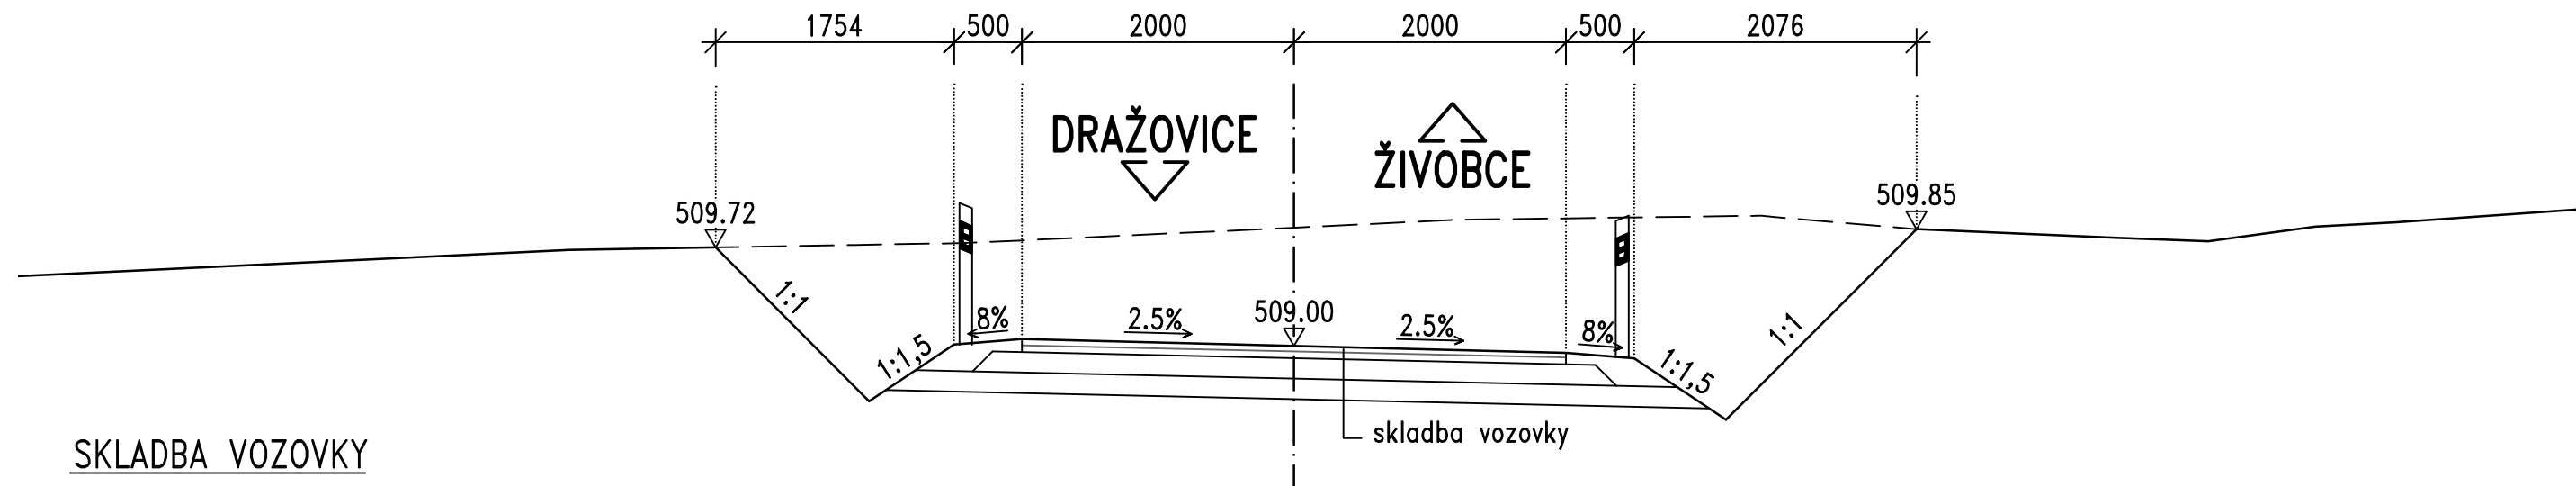 1754 500 2000 2000 500 2076
DRAŽOVICE
ŽIVOBCE
509.72
509.85
1:1
1:1,5
8%
2.5%
509.00
2.5%
8%
1:1,5
1:1
skladba vozovky
SKLADBA VOZOVKY